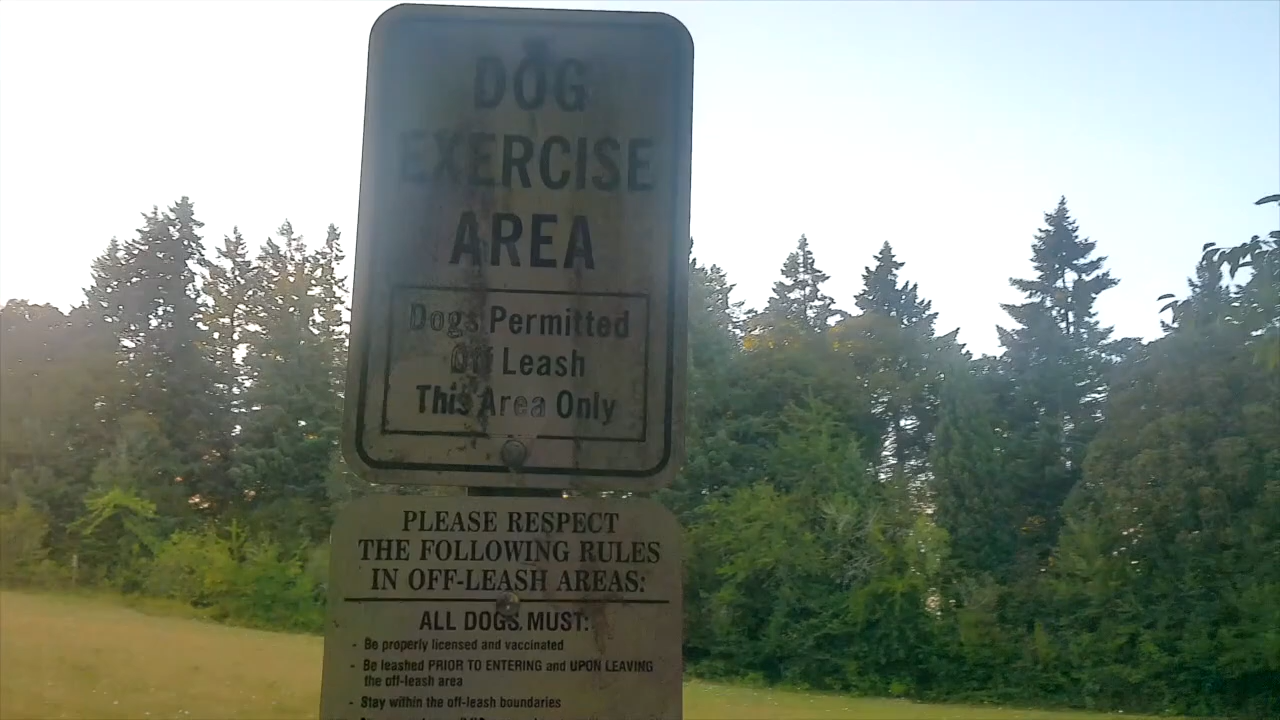 DOG
EXERCISE
AREA
Dogs Permitted
Off Leash
This Area Only
PLEASE RESPECT
THE FOLLOWING RULES
IN OFF-LEASH AREAS:
ALL DOGS MUST:
- Be properly licensed and vaccinated
- Be leashed PRIOR TO ENTERING and UPON LEAVING
the off-leash area
- Stay within the off-leash boundaries